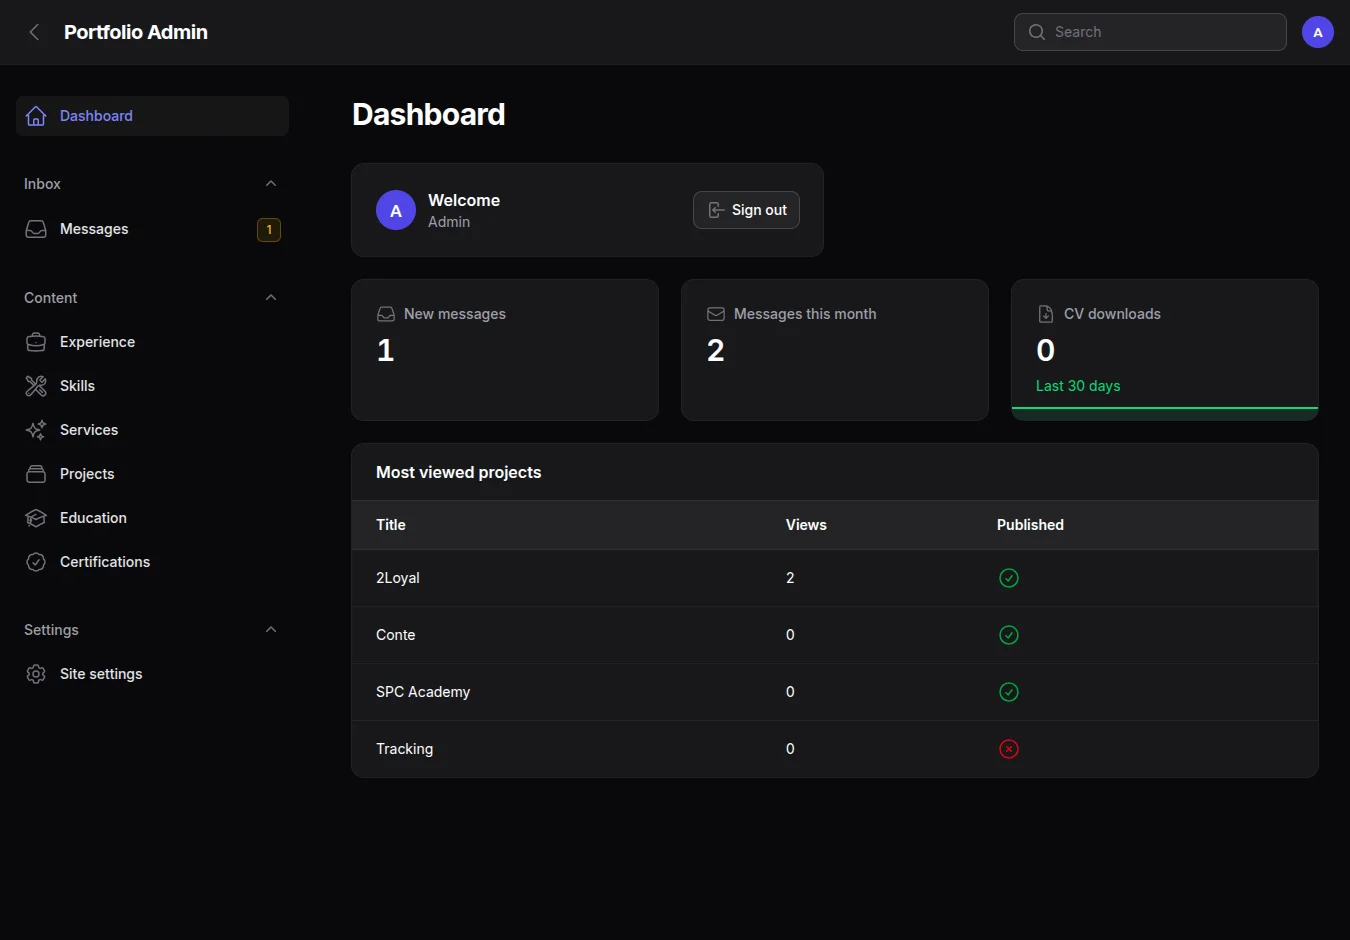 Portfolio Admin
Search
A
Dashboard
Inbox
Messages
1
Content
Experience
Skills
Services
Projects
Education
Certifications
Settings
Site settings
Dashboard
A
Welcome
Admin
Sign out
New messages
1
Messages this month
2
CV downloads
0
Last 30 days
Most viewed projects
Title Views Published
2Loyal 2
Conte 0
SPC Academy 0
Tracking 0